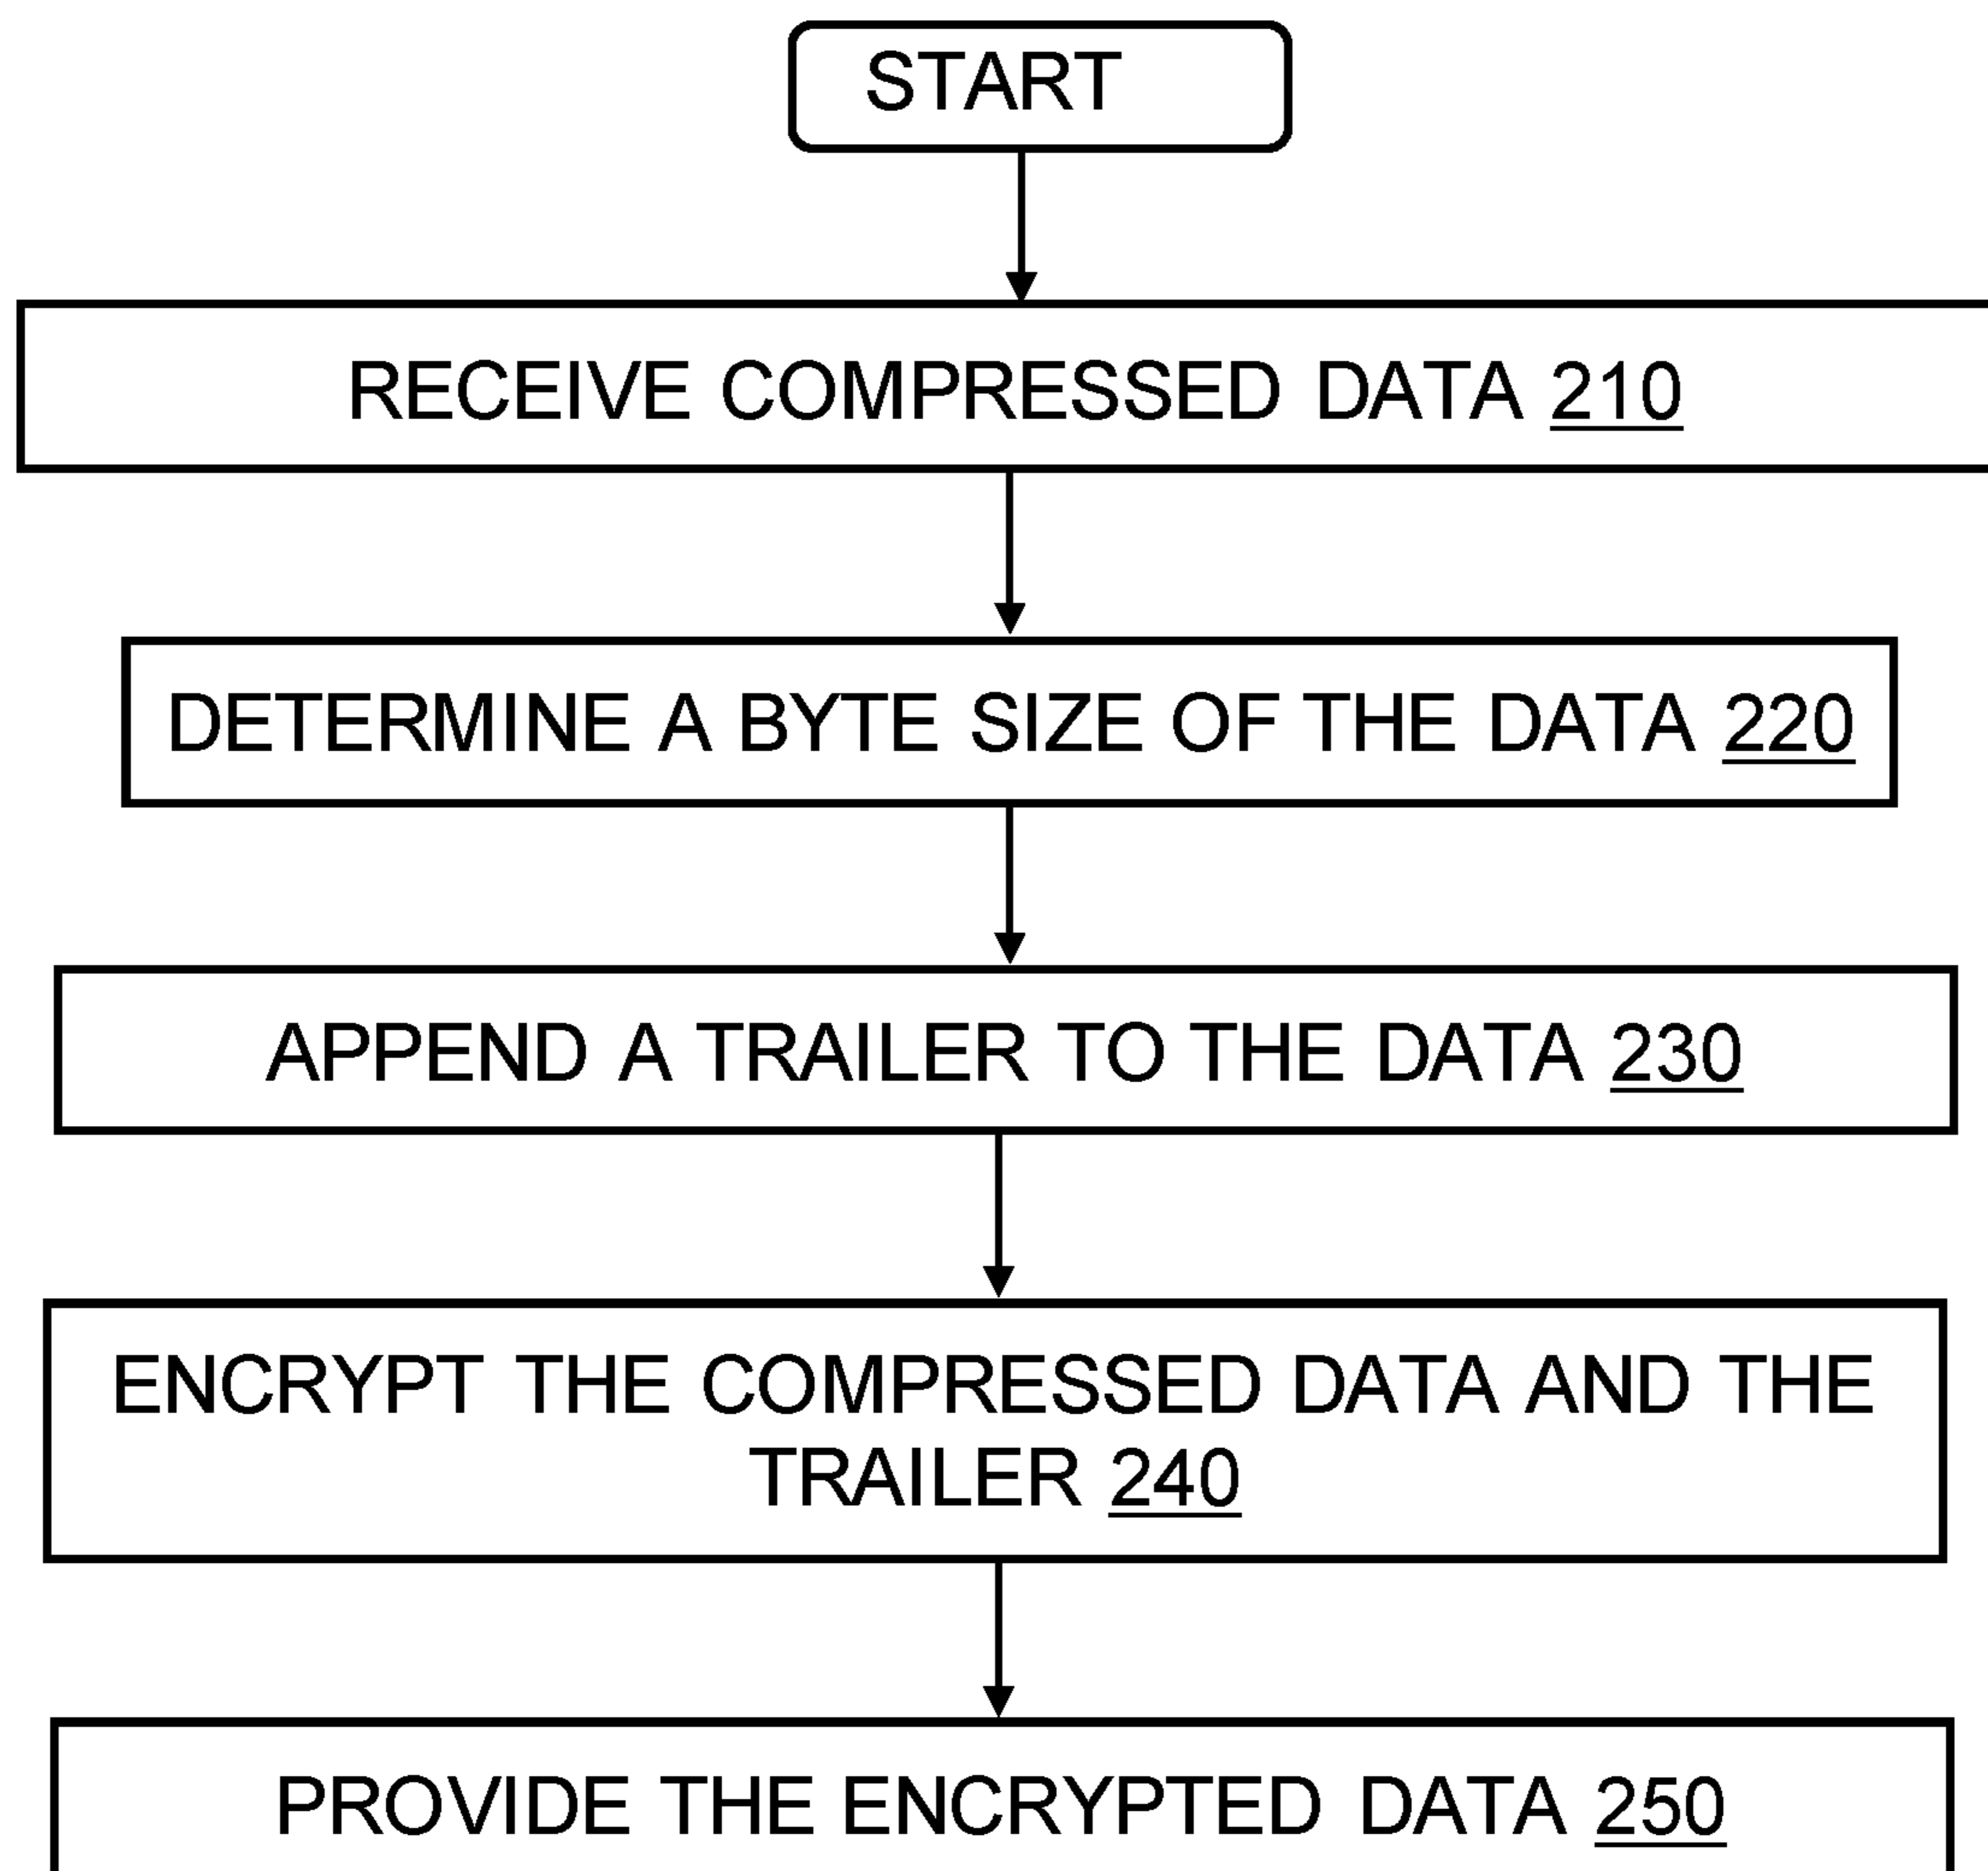 START
RECEIVE COMPRESSED DATA 210
DETERMINE A BYTE SIZE OF THE DATA 220
APPEND A TRAILER TO THE DATA 230
ENCRYPT THE COMPRESSED DATA AND THE
TRAILER 240
PROVIDE THE ENCRYPTED DATA 250